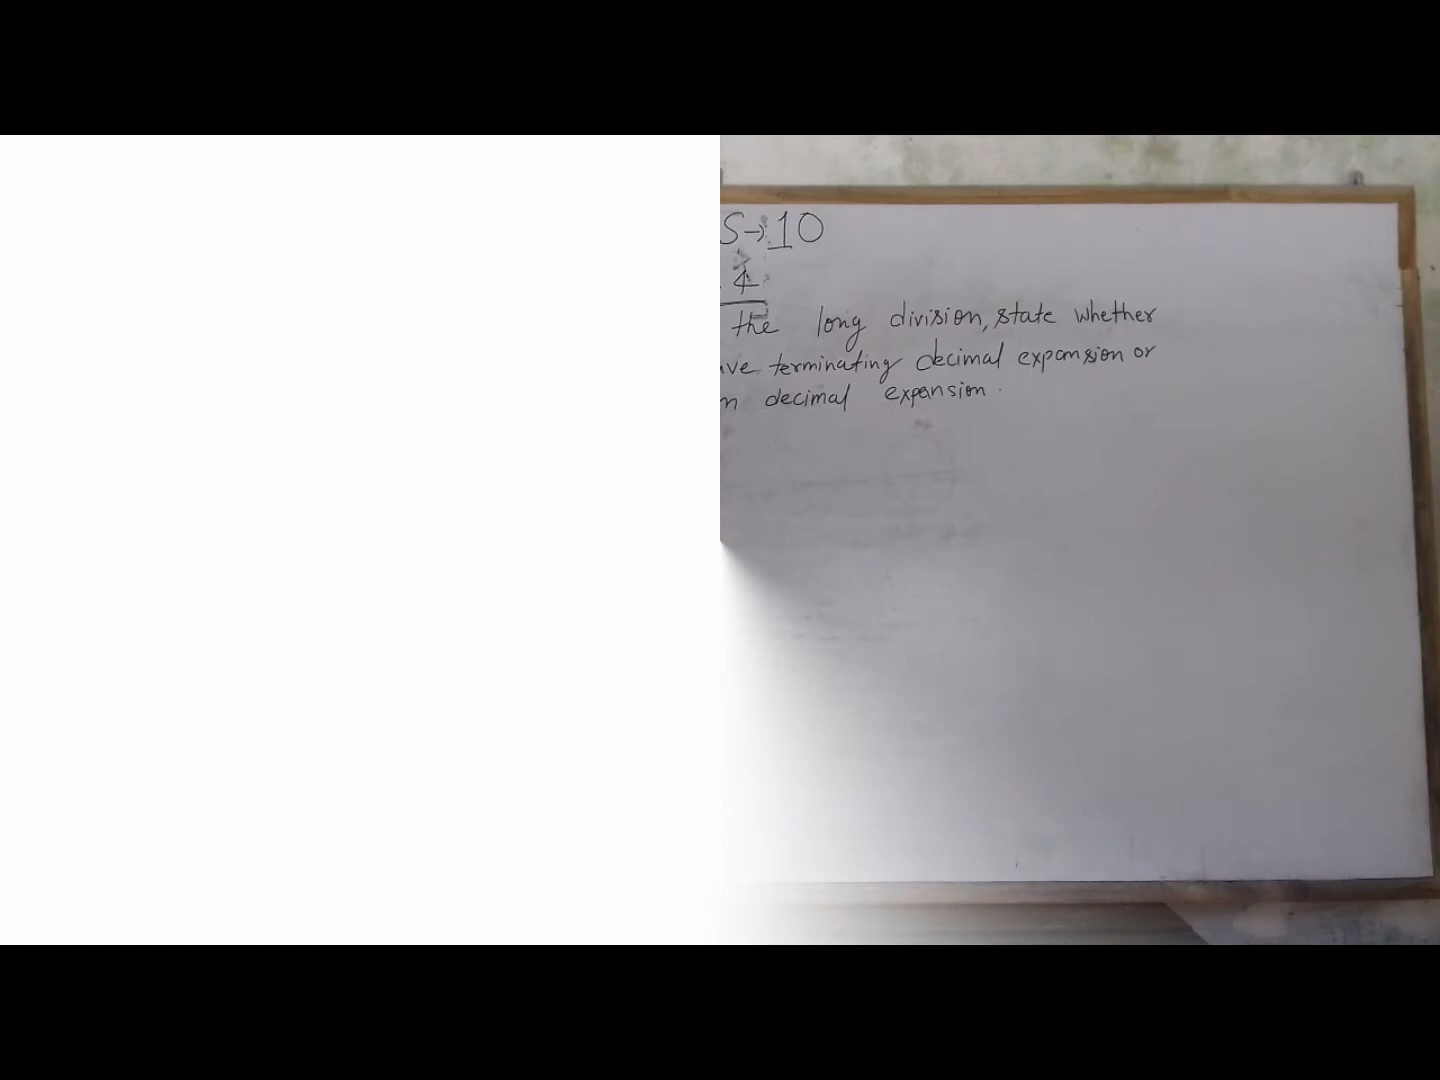 S→10
. 4
the long division, state whether
ve terminating decimal expansion or
n decimal expansion.